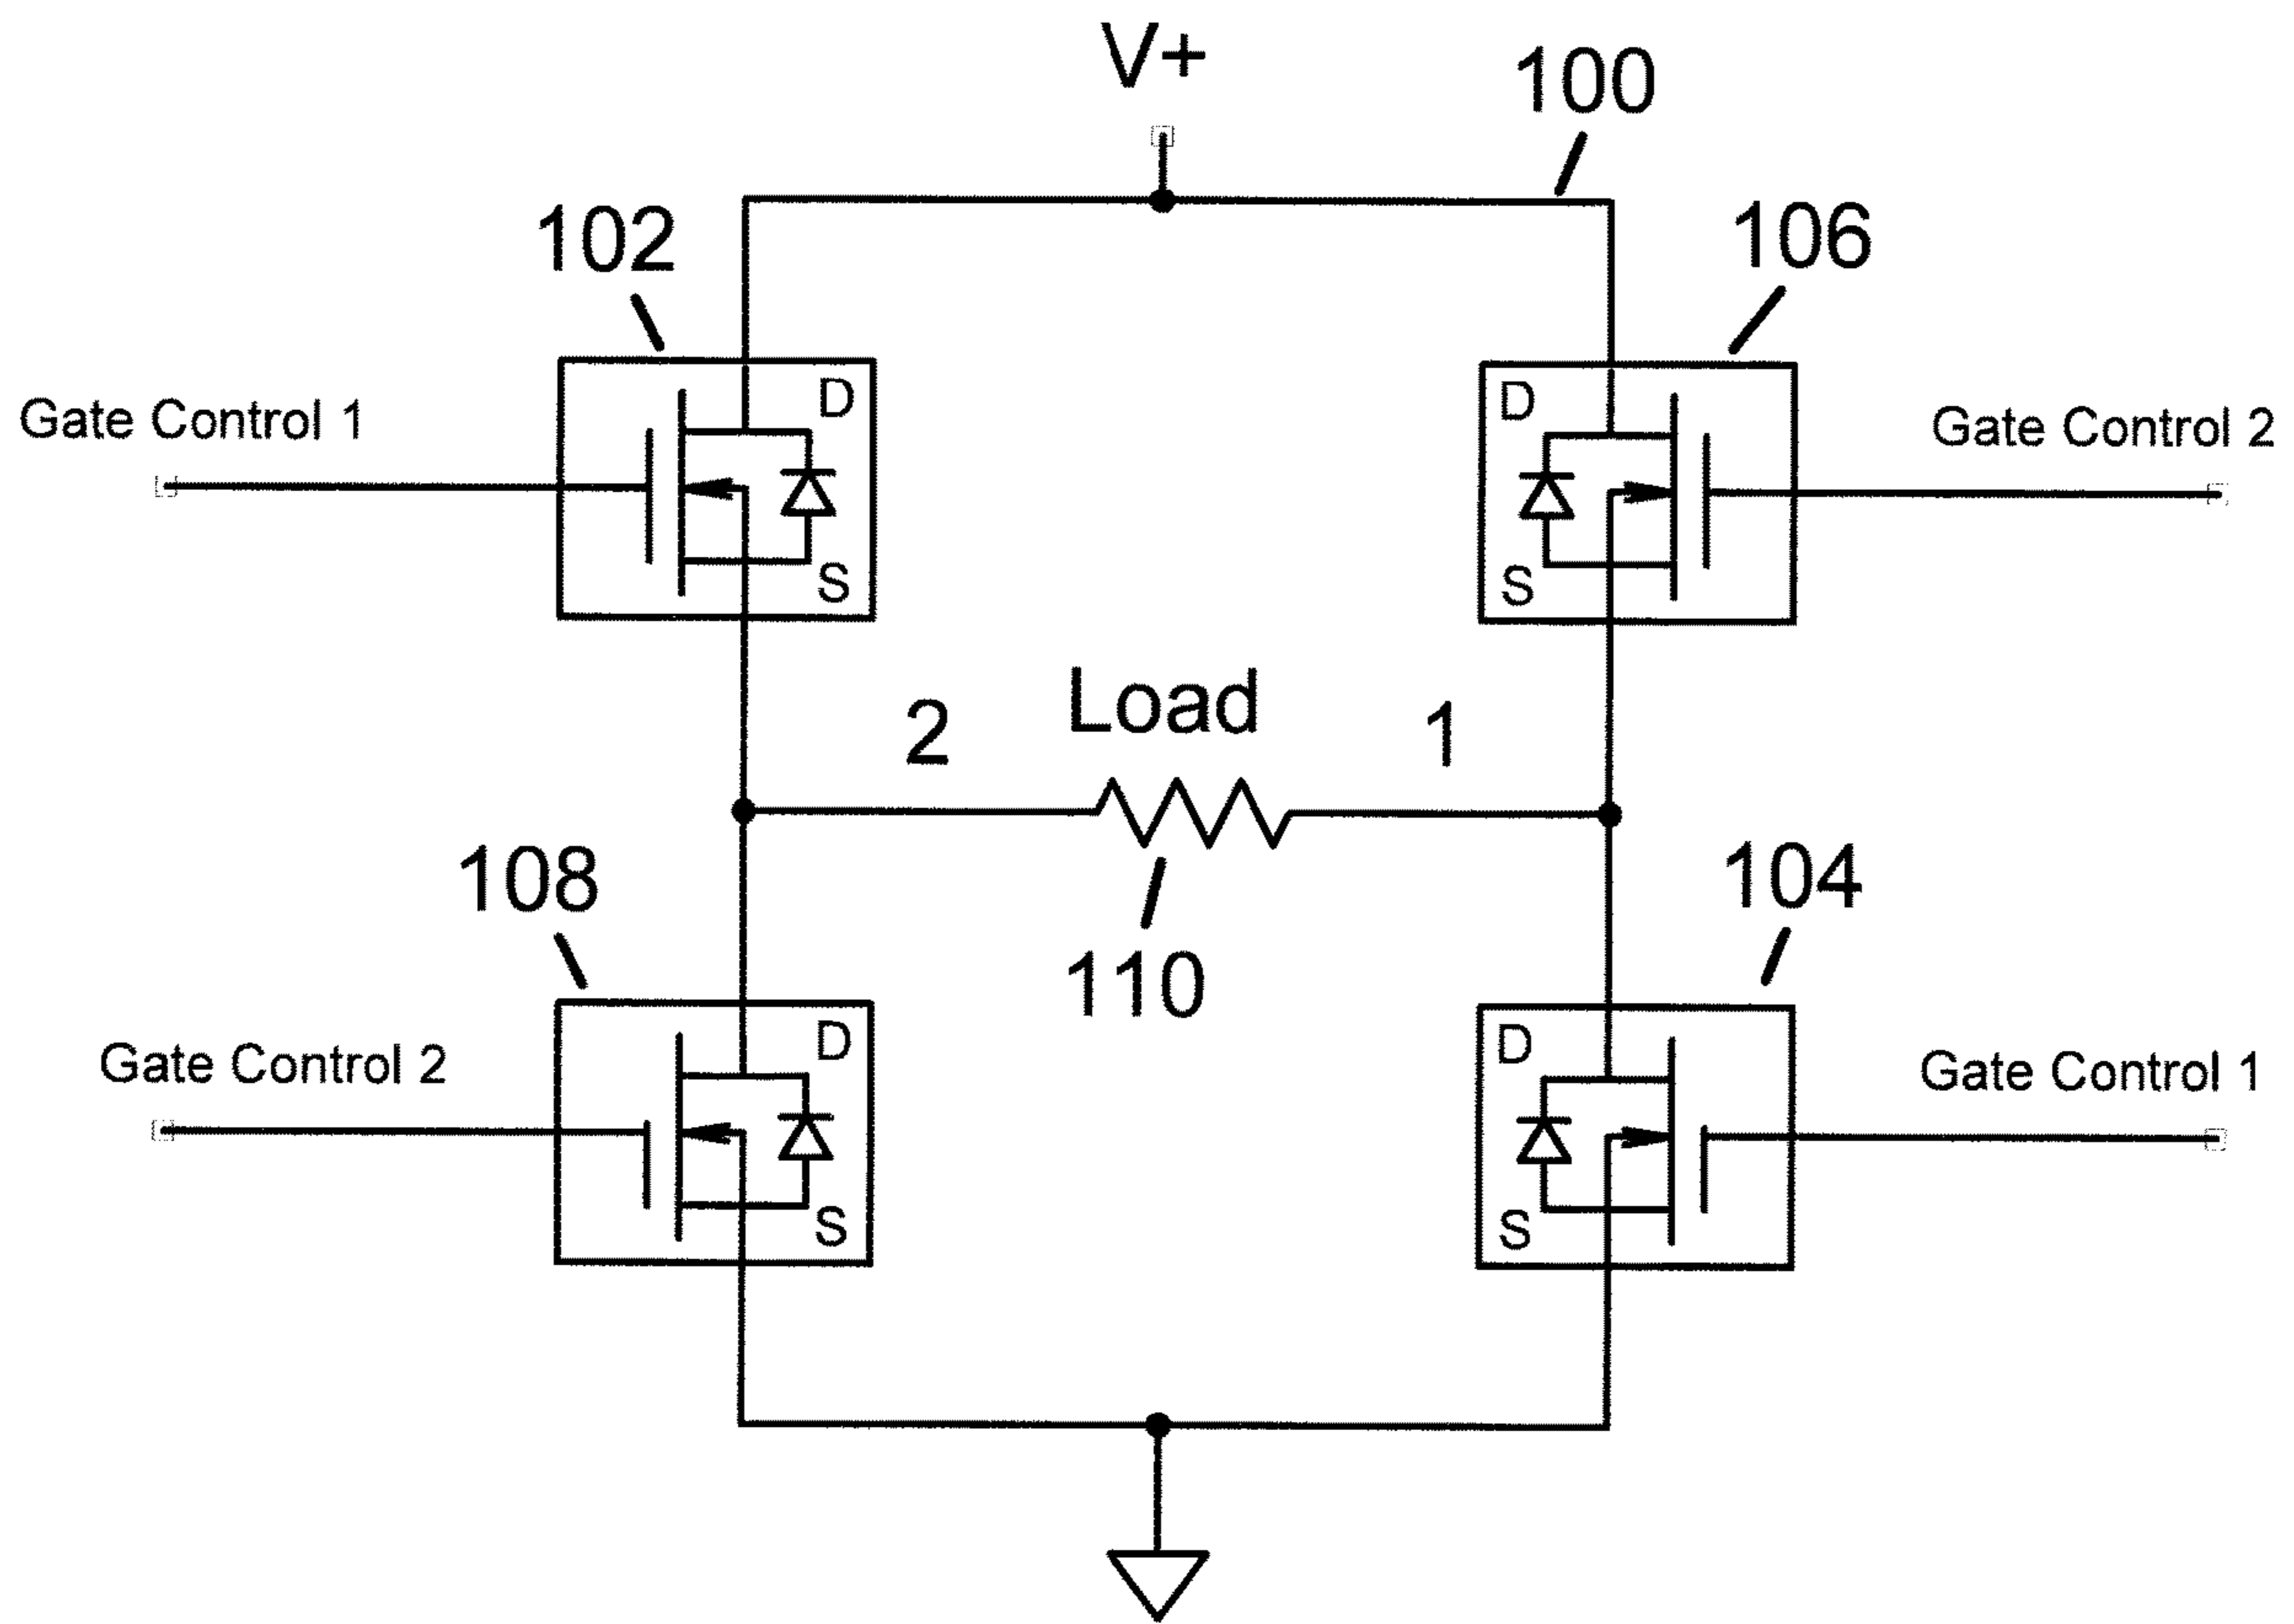 V+
100
102
106
D
D
Gate Control 1
Gate Control 2
S
S
Load
2
1
108
104
110
D
D
Gate Control 2
Gate Control 1
S
S